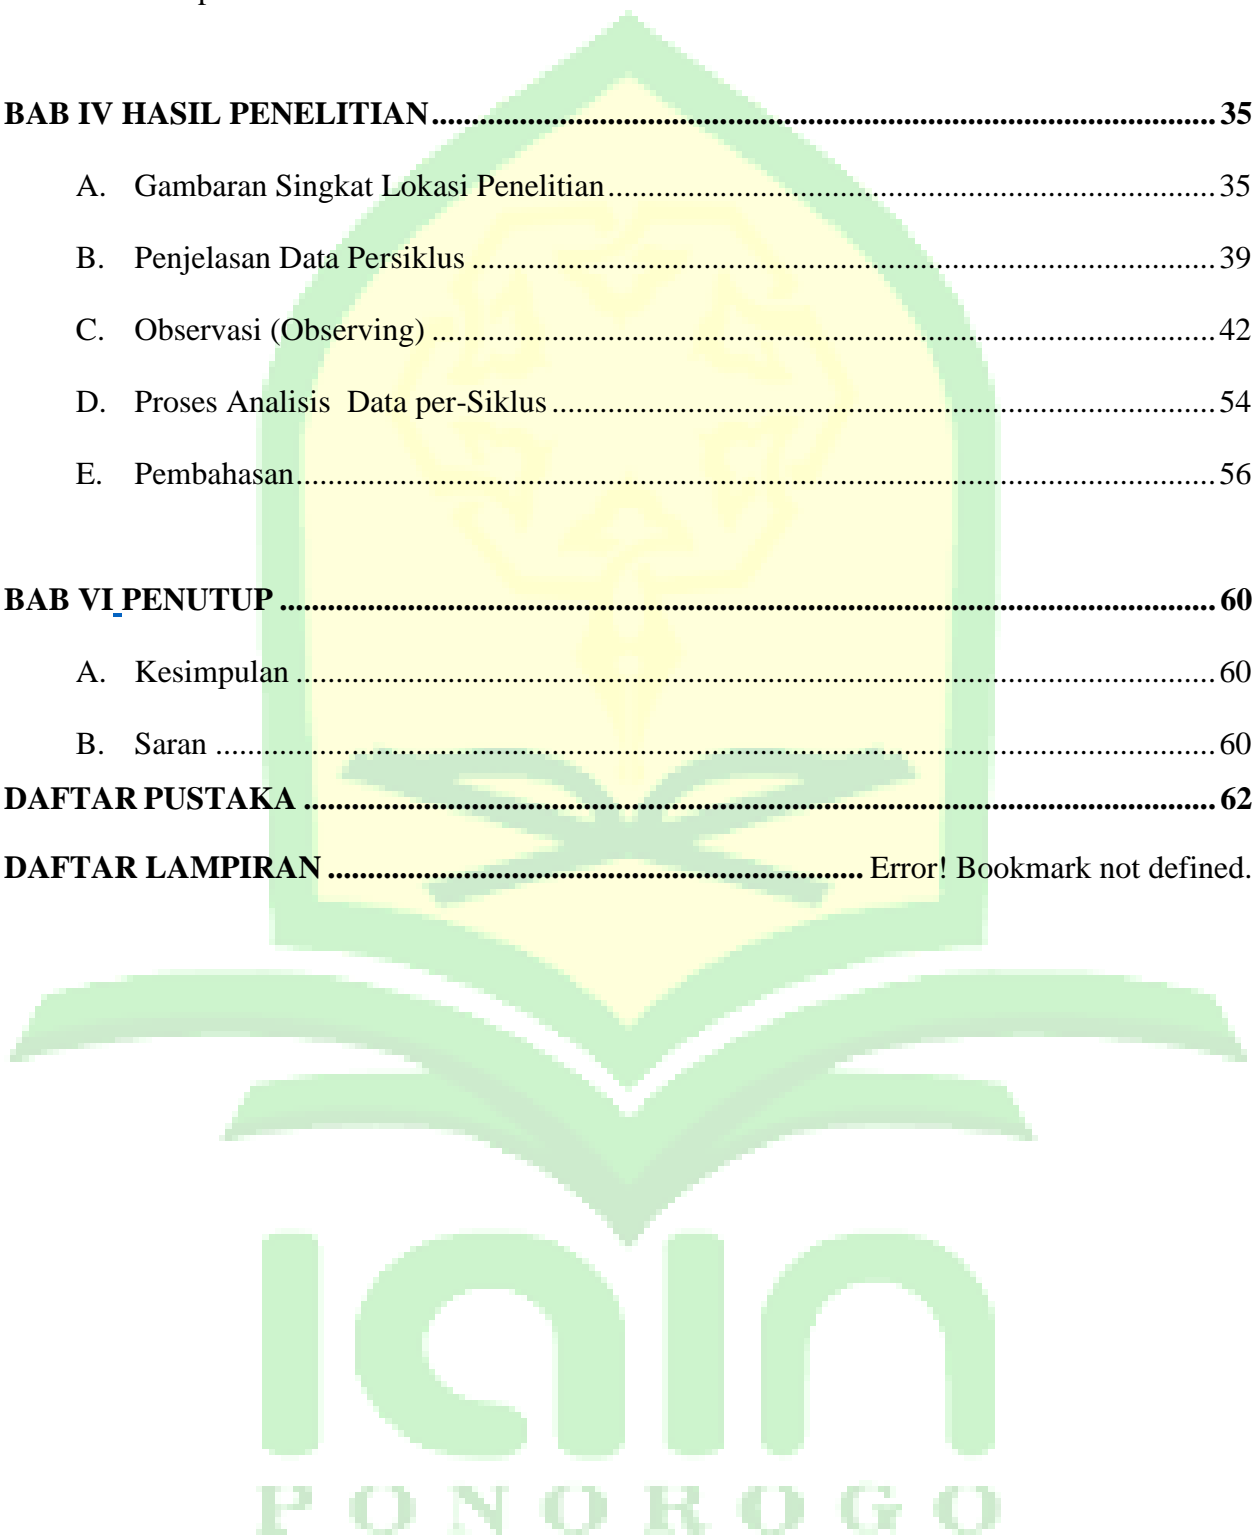 BAB IV HASIL PENELITIAN 35
A. Gambaran Singkat Lokasi Penelitian 35
B. Penjelasan Data Persiklus 39
C. Observasi (Observing) 42
D. Proses Analisis Data per-Siklus 54
E. Pembahasan 56
BAB VI PENUTUP 60
A. Kesimpulan 60
B. Saran 60
DAFTAR PUSTAKA 62
DAFTAR LAMPIRAN Error! Bookmark not defined.
iain
PONOROGO